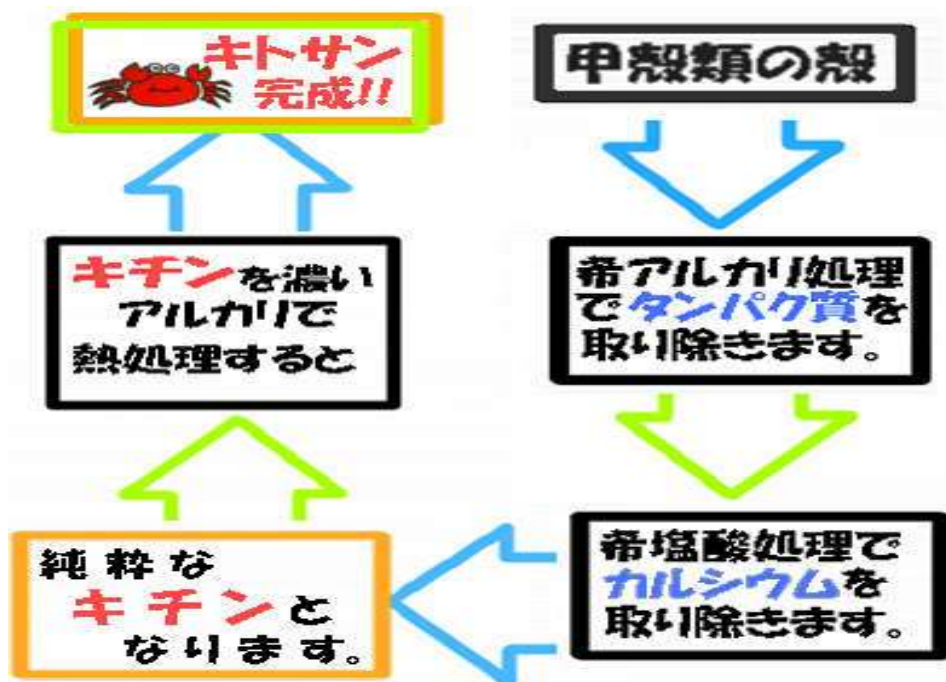 甲殻類の殻
希アルカリ処理
でタンパク質を
取り除きます。
希塩酸処理で
カルシウムを
取り除きます。
純粋な
キチンと
なります。
キチンを濃い
アルカリで
熱処理すると
キトサン
完成!!